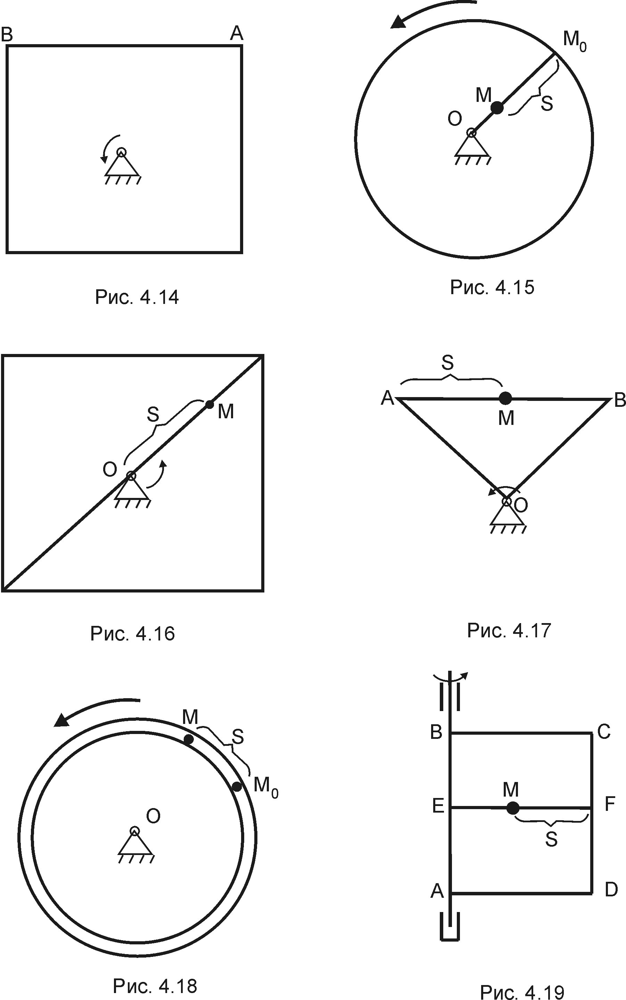 B A
M0
M
S
O
Рис. 4.14
Рис. 4.15
S
M
O
Рис. 4.16
S
A B
M
O
Рис. 4.17
M
S
M0
O
Рис. 4.18
B C
M
E F
S
A D
Рис. 4.19